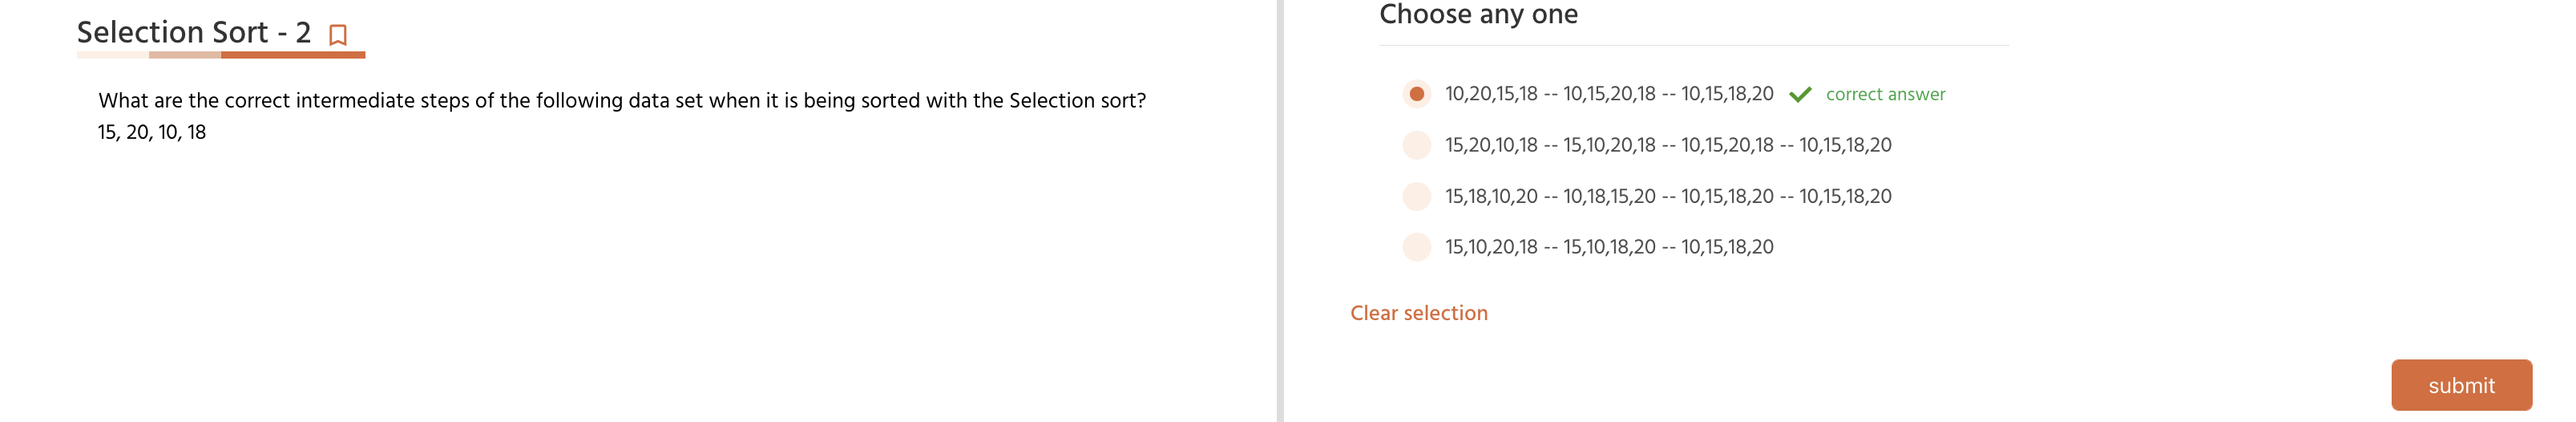 Selection Sort - 2
What are the correct intermediate steps of the following data set when it is being sorted with the Selection sort?
15, 20, 10, 18
Choose any one
10,20,15,18 -- 10,15,20,18 -- 10,15,18,20 correct answer
15,20,10,18 -- 15,10,20,18 -- 10,15,20,18 -- 10,15,18,20
15,18,10,20 -- 10,18,15,20 -- 10,15,18,20 -- 10,15,18,20
15,10,20,18 -- 15,10,18,20 -- 10,15,18,20
Clear selection
submit